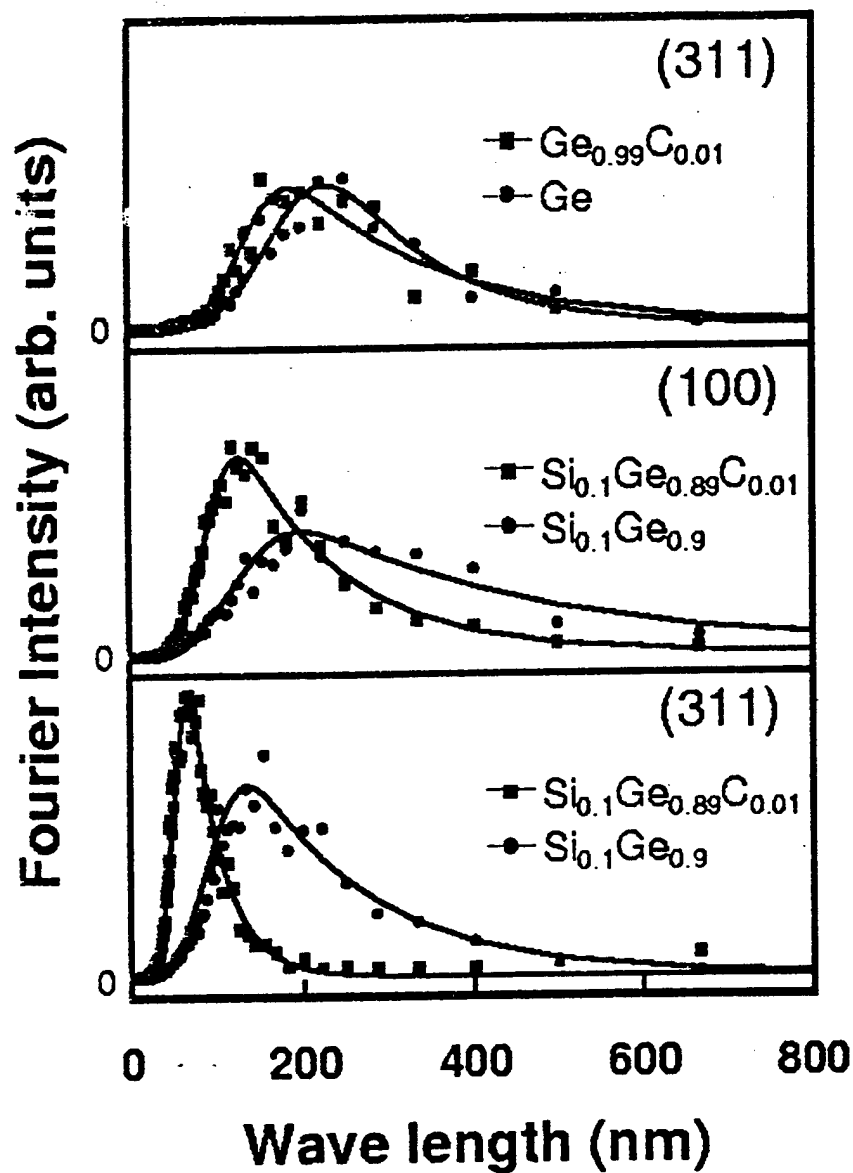 (311)
Ge0.99C0.01
Ge
0
(100)
Si0.1Ge0.89C0.01
Si0.1Ge0.9
0
(311)
Si0.1Ge0.89C0.01
Si0.1Ge0.9
0
0 200 400 600 800
Wave length (nm)
Fourier Intensity (arb. units)